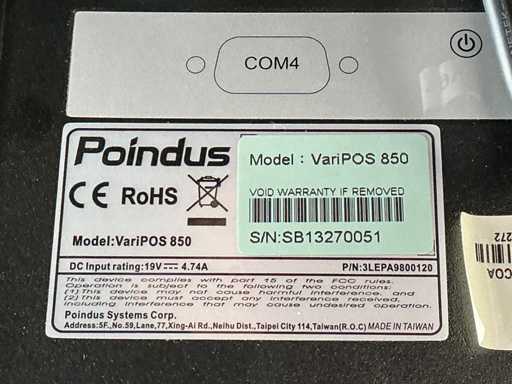 COM4
Poindus
CE RoHS
Model:VariPOS 850
Model : VariPOS 850
VOID WARRANTY IF REMOVED
S/N:SB13270051
DC Input rating:19V⎓ 4.74A P/N:3LEPA9800120
This device complies with part 15 of the FCC rules.
Operation is subject to the following two conditions:
(1)This device may not cause harmful interference, and
(2)this device must accept any interference received,
including interference that may cause undesired operation.
Poindus Systems Corp.
Address:5F.,No.59,Lane,77,Xing-Ai Rd.,Neihu Dist.,Taipei City 114,Taiwan(R.O.C) MADE IN TAIWAN
COA
272